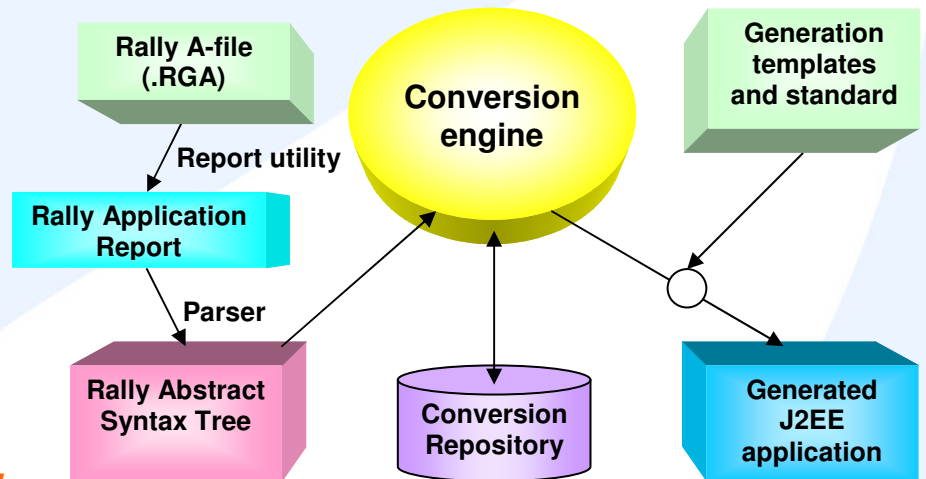 Rally A-file
(.RGA)
Conversion
engine
Generation
templates
and standard
Report utility
Rally Application
Report
Parser
Rally Abstract
Syntax Tree
Conversion
Repository
Generated
J2EE
application